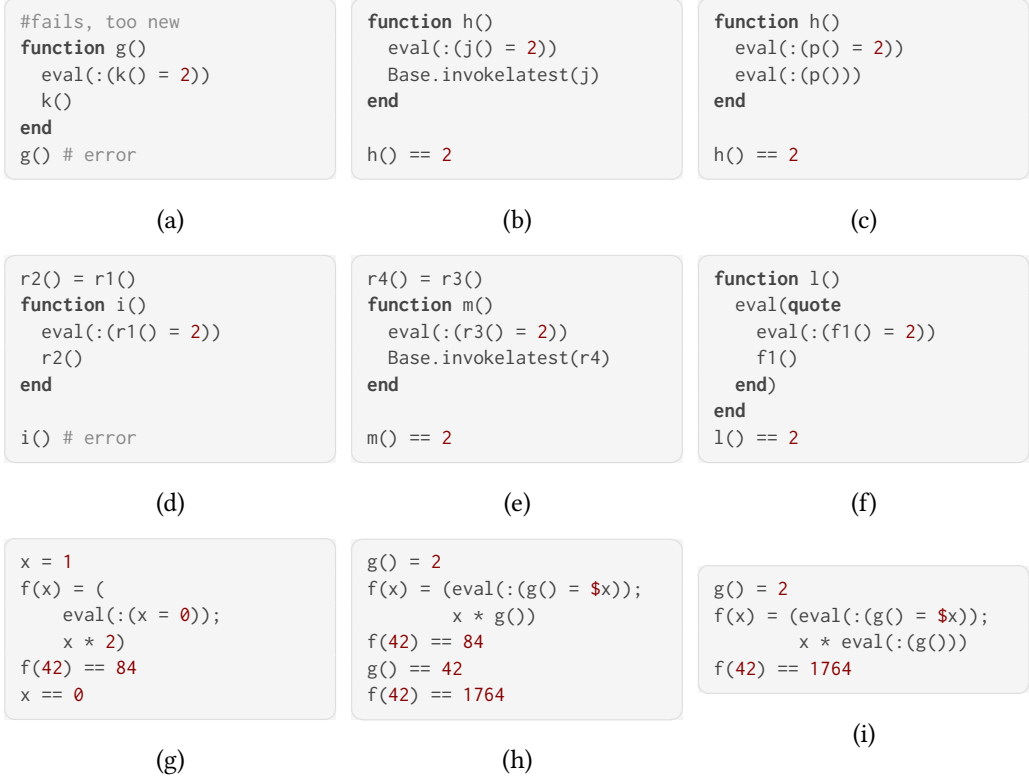 #fails, too new
function g()
  eval(:(k() = 2))
  k()
end
g() # error
(a)
function h()
  eval(:(j() = 2))
  Base.invokelatest(j)
end

h() == 2
(b)
function h()
  eval(:(p() = 2))
  eval(:(p()))
end

h() == 2
(c)
r2() = r1()
function i()
  eval(:(r1() = 2))
  r2()
end

i() # error
(d)
r4() = r3()
function m()
  eval(:(r3() = 2))
  Base.invokelatest(r4)
end

m() == 2
(e)
function l()
  eval(quote
    eval(:(f1() = 2))
    f1()
  end)
end
l() == 2
(f)
x = 1
f(x) = (
    eval(:(x = 0));
    x * 2)
f(42) == 84
x == 0
(g)
g() = 2
f(x) = (eval(:(g() = $x));
        x * g())
f(42) == 84
g() == 42
f(42) == 1764
(h)
g() = 2
f(x) = (eval(:(g() = $x));
        x * eval(:(g()))
f(42) == 1764
(i)